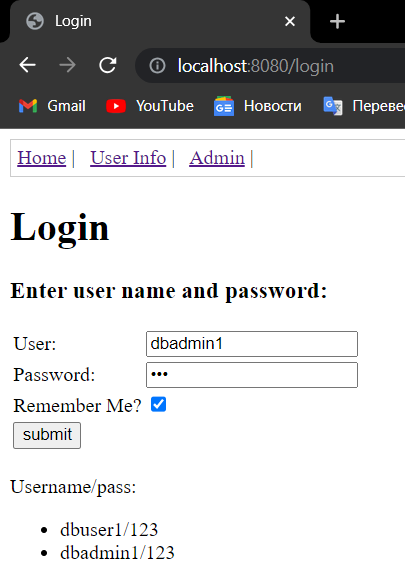 Login
localhost:8080/login
Gmail YouTube Новости Переве
Home | User Info | Admin |
Login
Enter user name and password:
User: dbadmin1
Password: •••
Remember Me?
submit
Username/pass:
• dbuser1/123
• dbadmin1/123